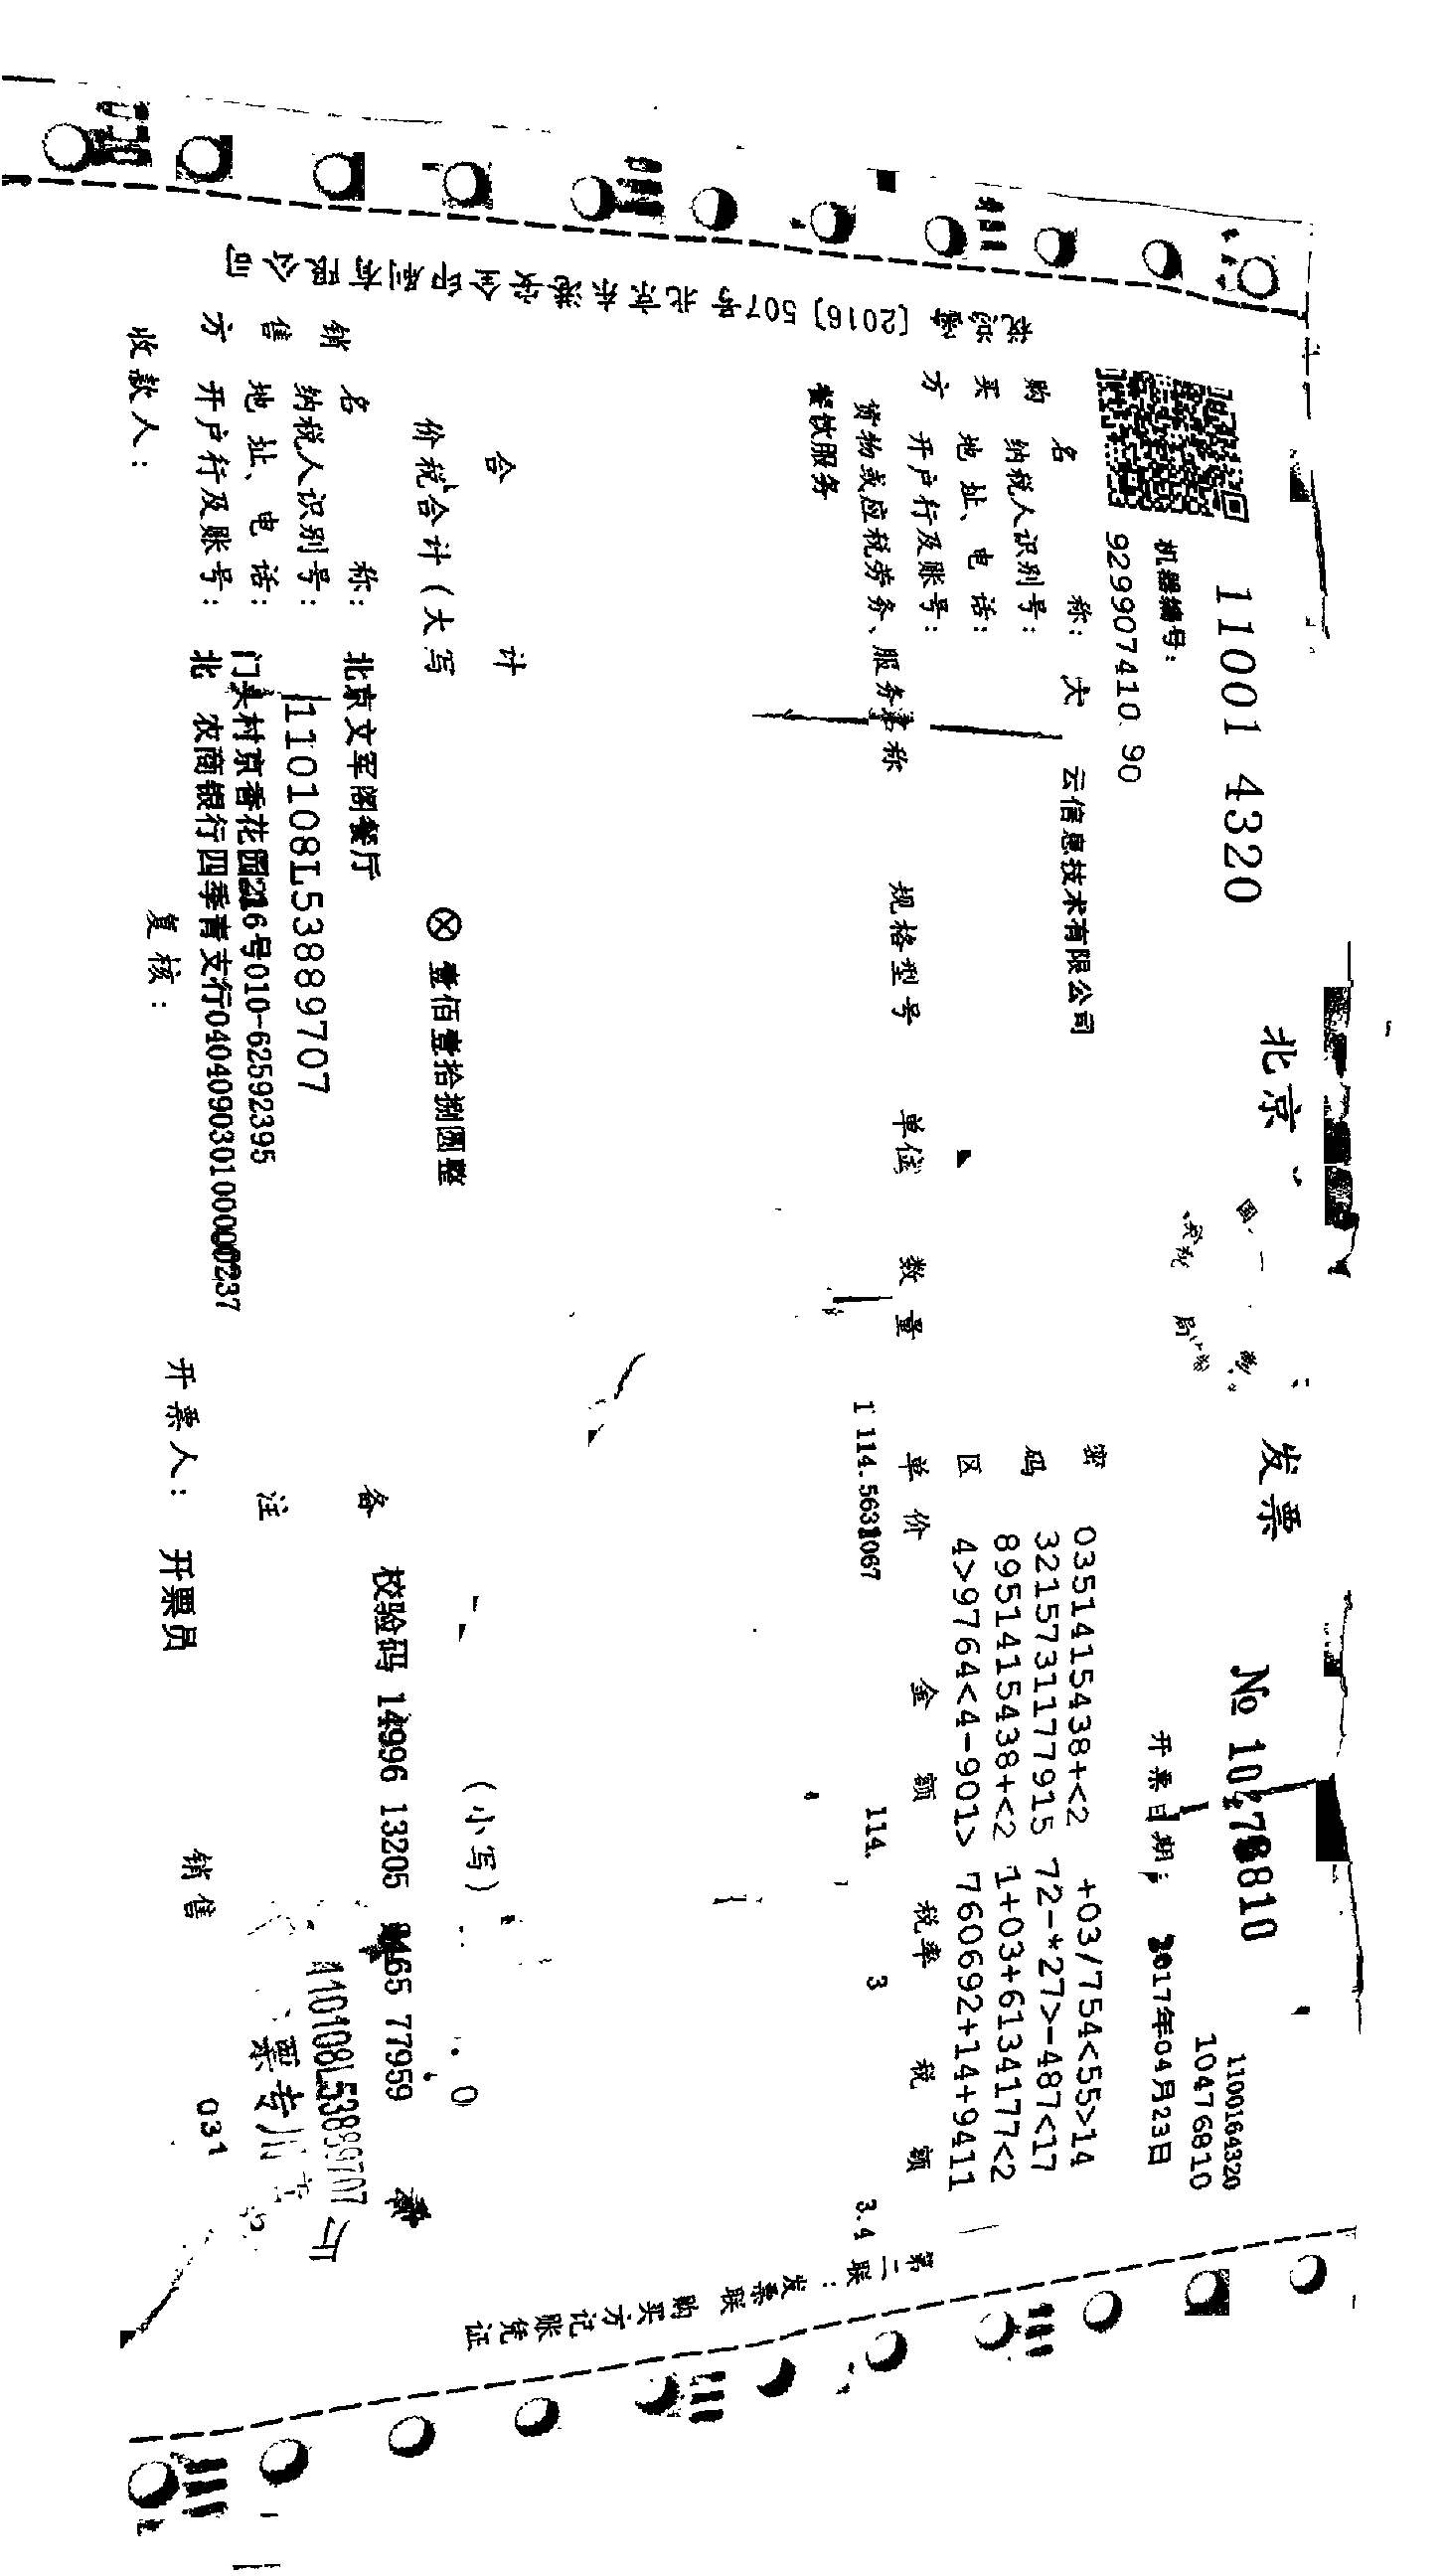 11001 4320
北京
发票
№ 10 78810
1100164320
10476810
机器编号：
929907410 90
开票日期： 2017年04月23日
国
局
购买方
名 称： 大 云信息技术有限公司
纳税人识别号：
地址、电话：
开户行及账号：
密码区
0351415438+<2 +03/754<55>14
3215731177915 72-*27>-487<17
8951415438+<2 1+03+6134177<2
4>9764<4-901> 760692+14+9411
货物或应税劳务、服务名称 规格型号 单位 数量 单价 金额 税率 税额
餐饮服务 1 114.5631067 114. 3 3.4
合计
价税合计（大写 ⊗ 壹佰壹拾捌圆整 （小写） 0
销售方
名 称： 北京文军阁餐厅
纳税人识别号： 110108L53889707
地址、电话： 门头村京香花园216号010-62592395
开户行及账号： 北 农商银行四季青支行0404090301000000237
备注
校验码 14996 13205 65 77959
110108L53889707
票专
收款人：
复核：
开票人： 开票员
销售
031
第二联：发票联 购买方记账凭证
[2016] 507号北京东港安全印刷有限公司